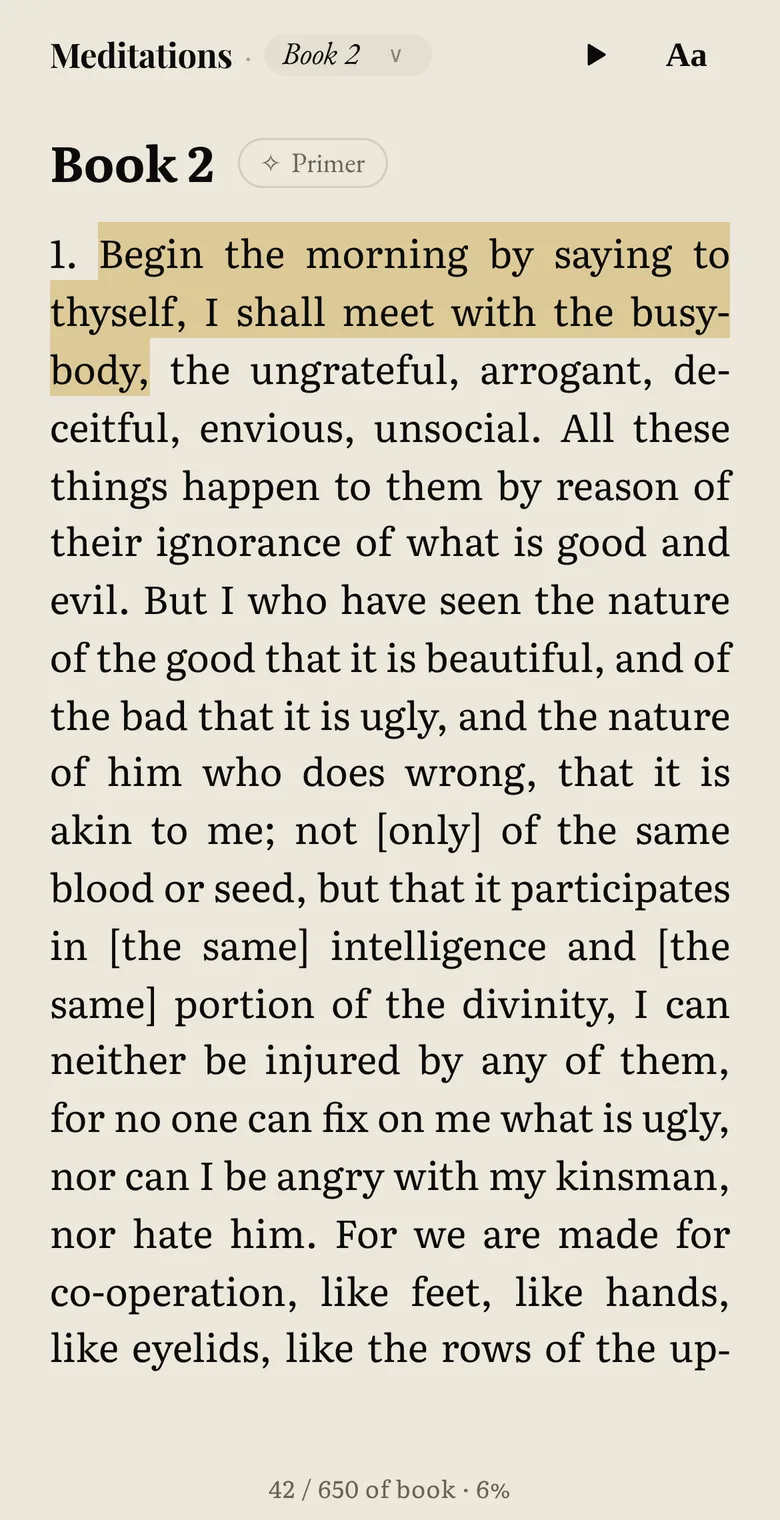 Meditations · Book 2 ∨ Aa
Book 2 ✧ Primer
1. Begin the morning by saying to
thyself, I shall meet with the busy-
body, the ungrateful, arrogant, de-
ceitful, envious, unsocial. All these
things happen to them by reason of
their ignorance of what is good and
evil. But I who have seen the nature
of the good that it is beautiful, and of
the bad that it is ugly, and the nature
of him who does wrong, that it is
akin to me; not [only] of the same
blood or seed, but that it participates
in [the same] intelligence and [the
same] portion of the divinity, I can
neither be injured by any of them,
for no one can fix on me what is ugly,
nor can I be angry with my kinsman,
nor hate him. For we are made for
co-operation, like feet, like hands,
like eyelids, like the rows of the up-
42 / 650 of book · 6%